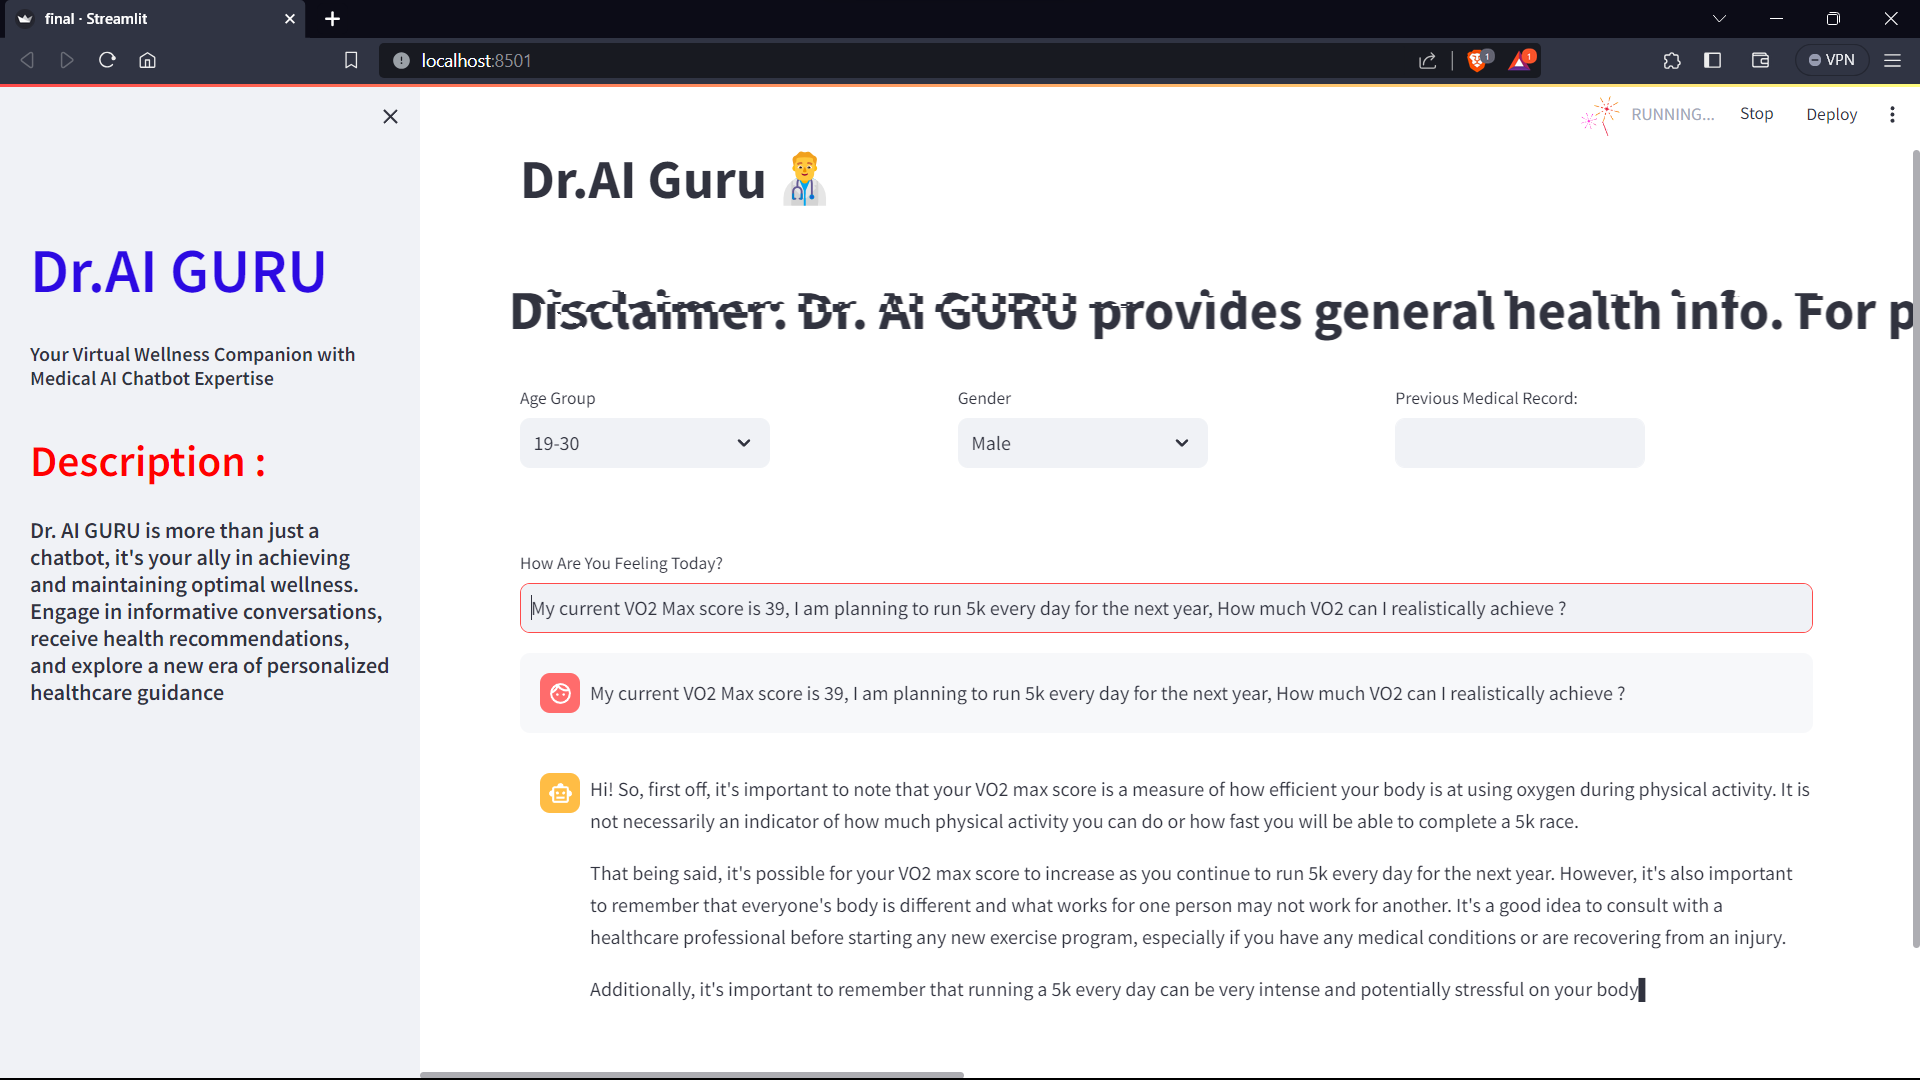 final · Streamlit
localhost:8501
1
1
VPN
RUNNING...
Stop
Deploy
Dr.AI GURU
Your Virtual Wellness Companion with
Medical AI Chatbot Expertise
Description :
Dr. AI GURU is more than just a
chatbot, it's your ally in achieving
and maintaining optimal wellness.
Engage in informative conversations,
receive health recommendations,
and explore a new era of personalized
healthcare guidance
Dr.AI Guru
Disclaimer: Dr. AI GURU provides general health info. For p
Age Group
Gender
Previous Medical Record:
19-30
Male
How Are You Feeling Today?
My current VO2 Max score is 39, I am planning to run 5k every day for the next year, How much VO2 can I realistically achieve ?
My current VO2 Max score is 39, I am planning to run 5k every day for the next year, How much VO2 can I realistically achieve ?
Hi! So, first off, it's important to note that your VO2 max score is a measure of how efficient your body is at using oxygen during physical activity. It is
not necessarily an indicator of how much physical activity you can do or how fast you will be able to complete a 5k race.
That being said, it's possible for your VO2 max score to increase as you continue to run 5k every day for the next year. However, it's also important
to remember that everyone's body is different and what works for one person may not work for another. It's a good idea to consult with a
healthcare professional before starting any new exercise program, especially if you have any medical conditions or are recovering from an injury.
Additionally, it's important to remember that running a 5k every day can be very intense and potentially stressful on your body